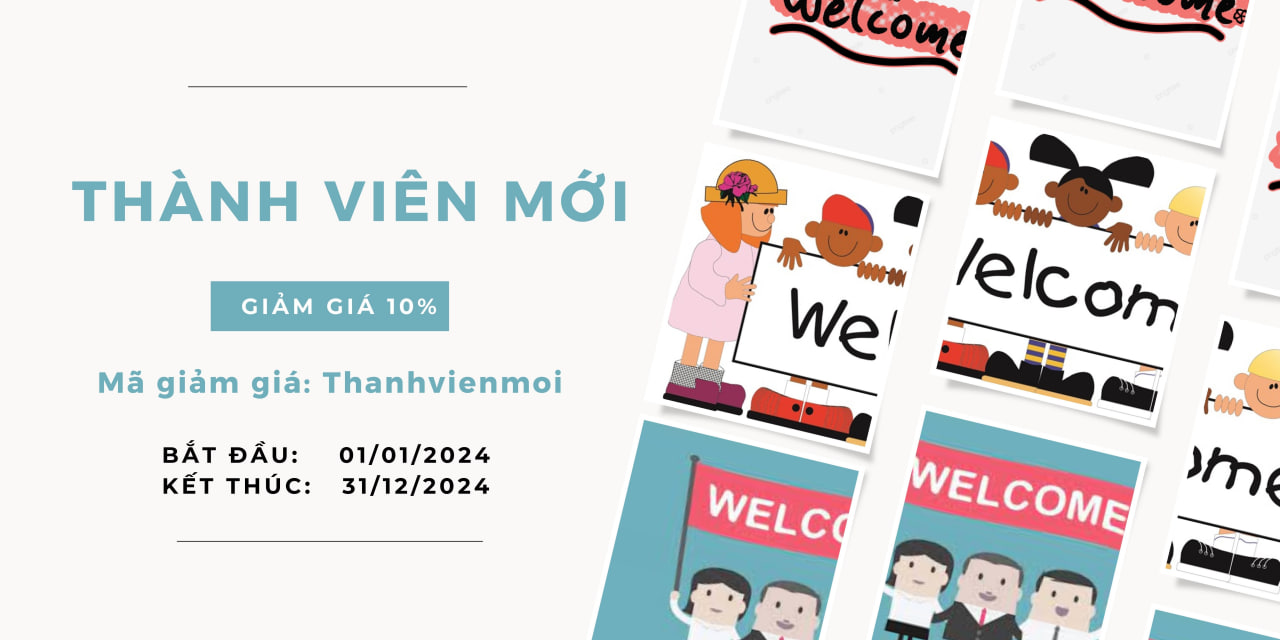 THÀNH VIÊN MỚI
GIẢM GIÁ 10%
Mã giảm giá: Thanhvienmoi
BẮT ĐẦU: 01/01/2024
KẾT THÚC: 31/12/2024
Welcome
Welcome
Wel
Welcom
ome
WELCO
WELCOME